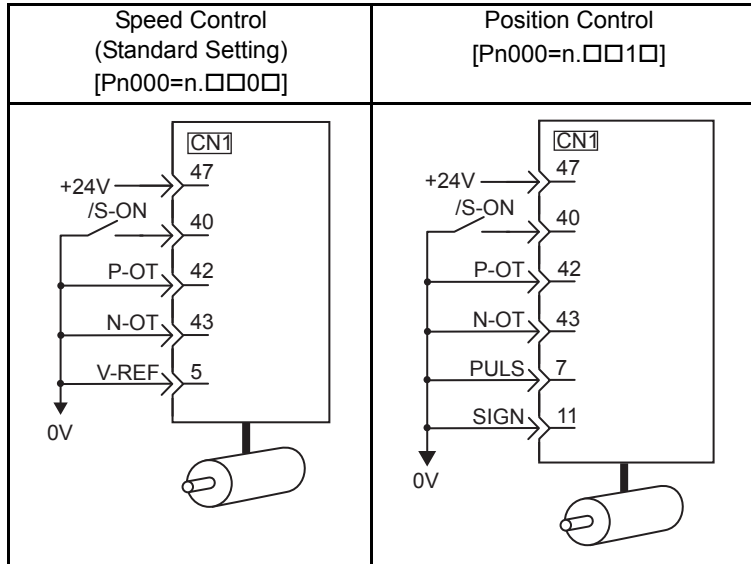 Speed Control
(Standard Setting)
[Pn000=n.□□0□]
Position Control
[Pn000=n.□□1□]
CN1
+24V
47
/S-ON
40
P-OT
42
N-OT
43
V-REF
5
0V
CN1
+24V
47
/S-ON
40
P-OT
42
N-OT
43
PULS
7
SIGN
11
0V